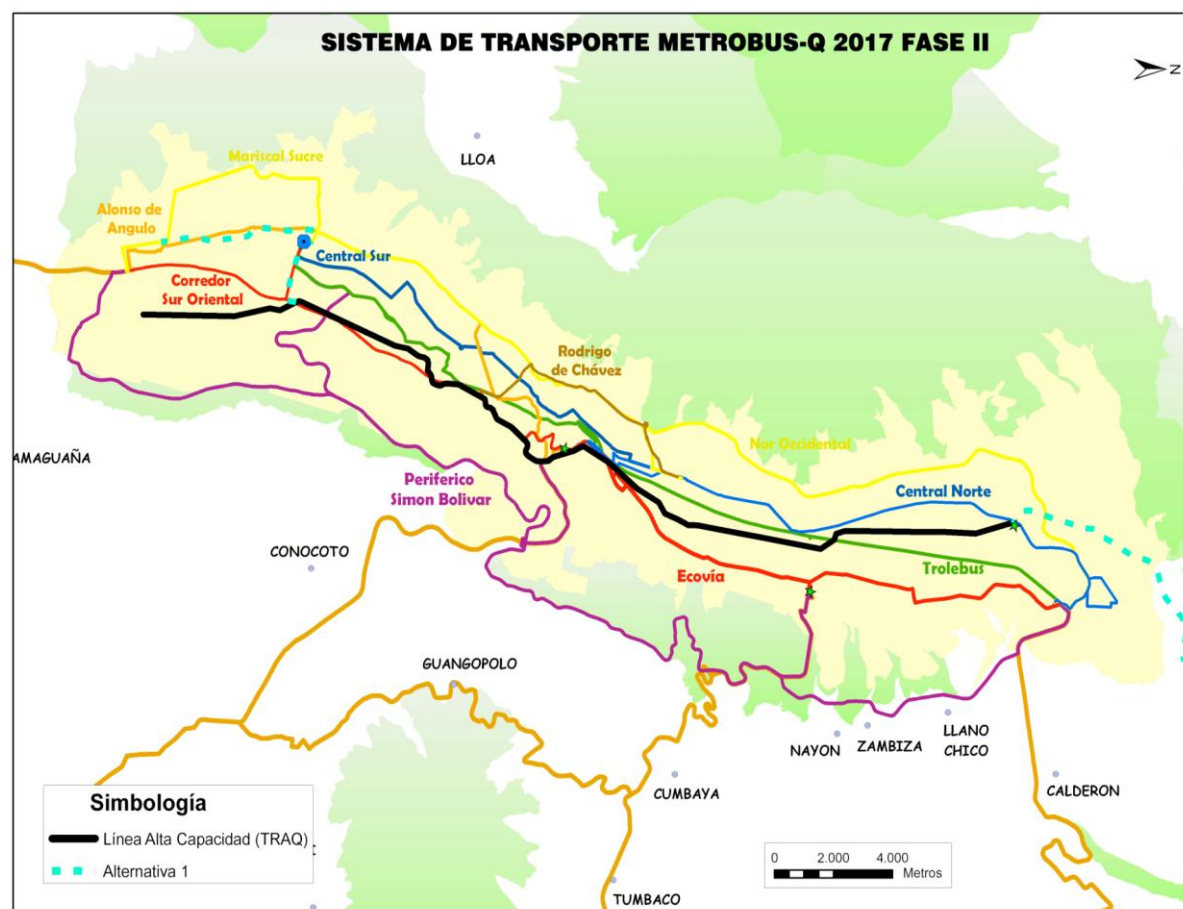 SISTEMA DE TRANSPORTE METROBUS-Q 2017 FASE II
N
Mariscal Sucre
LLOA
Alonso de
Angulo
Central Sur
Corredor
Sur Oriental
Rodrigo
de Chávez
Nor Occidental
AMAGUAÑA
Periferico
Simon Bolivar
Central Norte
CONOCOTO
Ecovía
Trolebus
GUANGOPOLO
NAYON
ZAMBIZA
LLANO
CHICO
CUMBAYA
CALDERON
Simbología
Línea Alta Capacidad (TRAQ)
Alternativa 1
0 2.000 4.000
Metros
TUMBACO